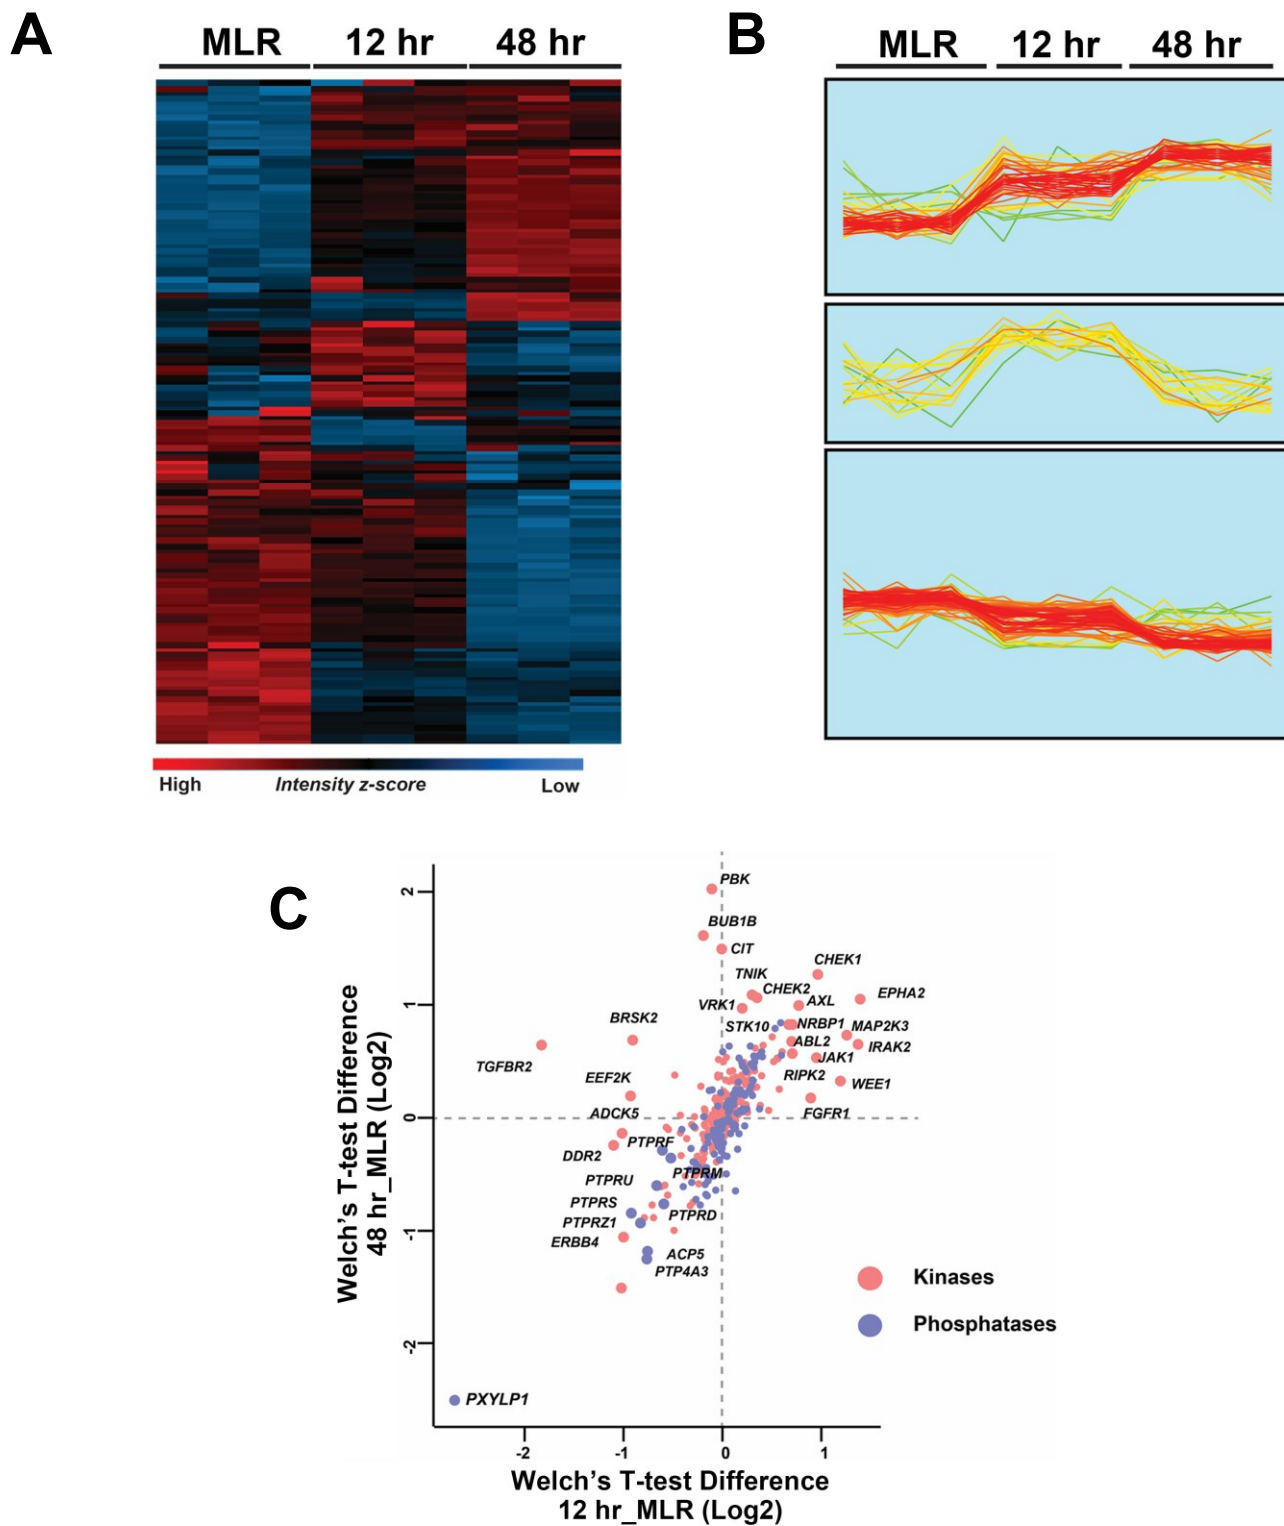 A
MLR 12 hr 48 hr
High Intensity z-score Low
B
MLR 12 hr 48 hr
C
Welch's T-test Difference
48 hr_MLR (Log2)
2
1
0
-1
-2
PBK
BUB1B
CIT
CHEK1
TNIK
CHEK2
EPHA2
VRK1
AXL
BRSK2
STK10
NRBP1
MAP2K3
ABL2
IRAK2
TGFBR2
JAK1
EEF2K
RIPK2
WEE1
ADCK5
FGFR1
PTPRF
DDR2
PTPRM
PTPRU
PTPRS
PTPRD
PTPRZ1
ERBB4
ACP5
PTP4A3
Kinases
Phosphatases
PXYLP1
-2 -1 0 1
Welch's T-test Difference
12 hr_MLR (Log2)